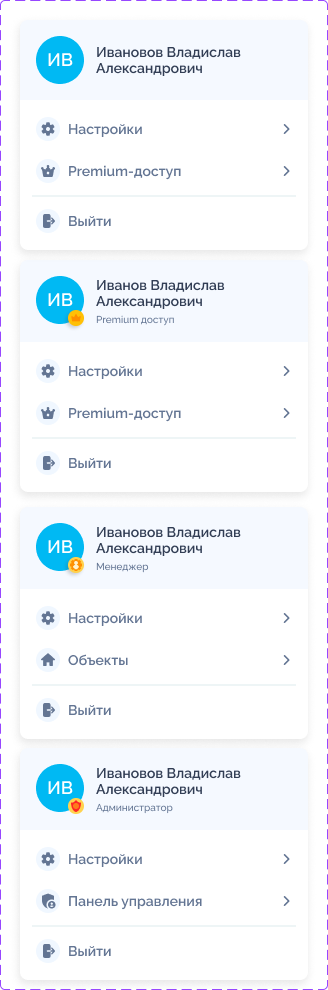 ИВ
Ивановов Владислав
Александрович
Настройки
Premium-доступ
Выйти
ИВ
Иванов Владислав
Александрович
Premium доступ
Настройки
Premium-доступ
Выйти
ИВ
Ивановов Владислав
Александрович
Менеджер
Настройки
Объекты
Выйти
ИВ
Ивановов Владислав
Александрович
Администратор
Настройки
Панель управления
Выйти